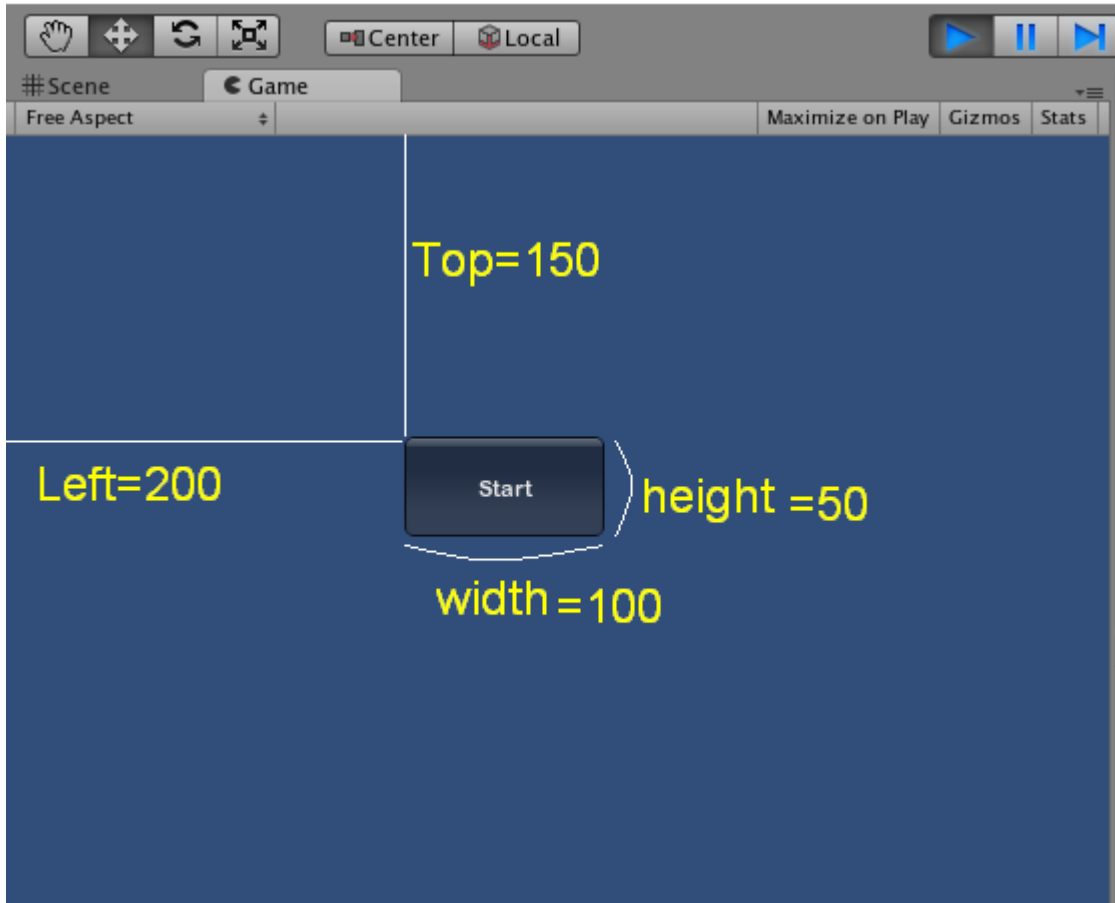 Center Local
Scene Game
Free Aspect Maximize on Play Gizmos Stats
Top=150
Left=200
Start
height =50
width =100